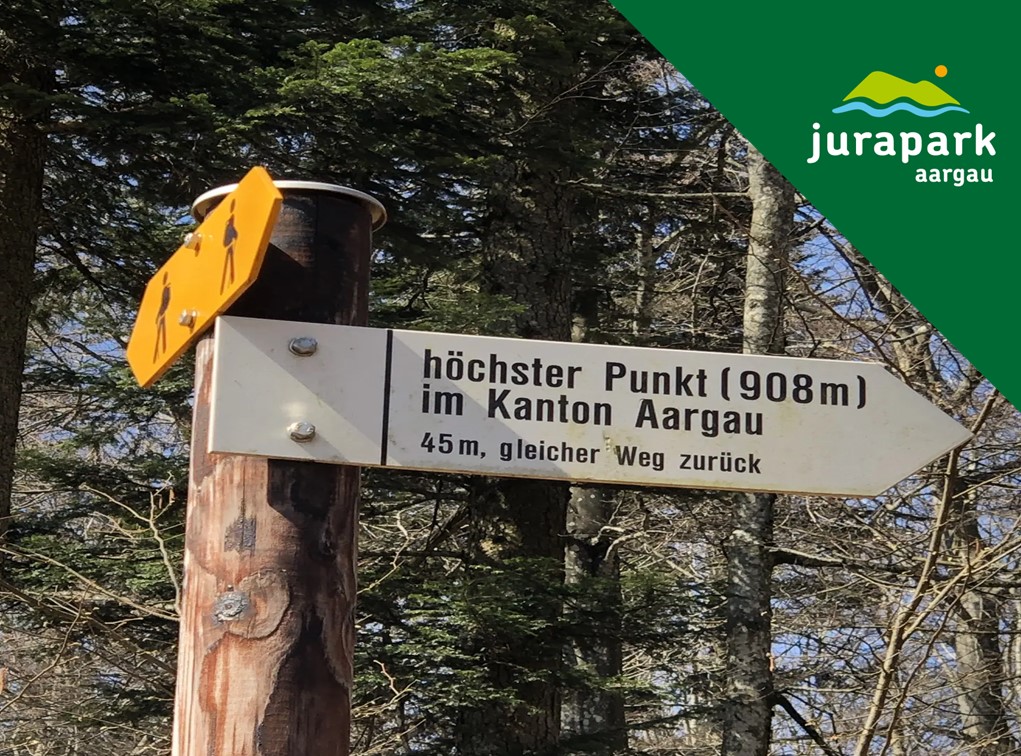 jurapark
aargau
höchster Punkt (908m)
im Kanton Aargau
45m, gleicher Weg zurück